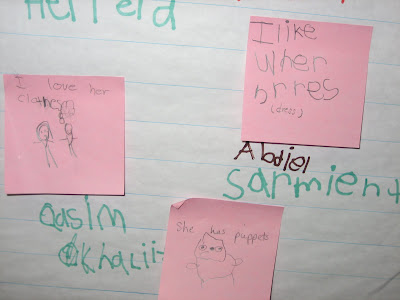 Herrera
I like
Wher
brres
(dress)
I love her
clothes
Abdiel
Sarmient
Qasim
Khalil
She has puppets